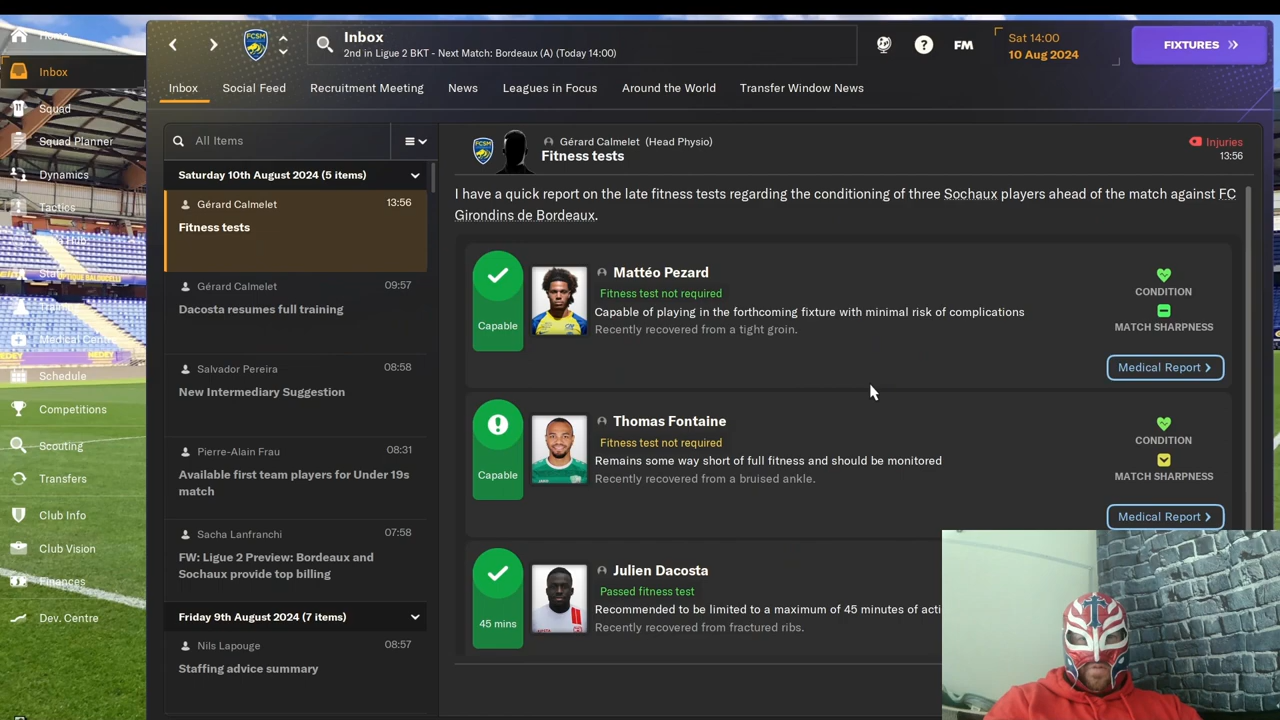 Home
Inbox
Squad
Squad Planner
Dynamics
Tactics
Hub
Staff
Medical Centre
Schedule
Competitions
Scouting
Transfers
Club Info
Club Vision
Finances
Dev. Centre
FCSM
Inbox
2nd in Ligue 2 BKT - Next Match: Bordeaux (A) (Today 14:00)
?
FM
Sat 14:00
10 Aug 2024
FIXTURES
Inbox
Social Feed
Recruitment Meeting
News
Leagues in Focus
Around the World
Transfer Window News
All Items
Saturday 10th August 2024 (5 items)
Gérard Calmelet
13:56
Fitness tests
Gérard Calmelet
09:57
Dacosta resumes full training
Salvador Pereira
08:58
New Intermediary Suggestion
Pierre-Alain Frau
08:31
Available first team players for Under 19s
match
Sacha Lanfranchi
07:58
FW: Ligue 2 Preview: Bordeaux and
Sochaux provide top billing
Friday 9th August 2024 (7 items)
Nils Lapouge
08:57
Staffing advice summary
Gérard Calmelet (Head Physio)
Fitness tests
Injuries
13:56
I have a quick report on the late fitness tests regarding the conditioning of three Sochaux players ahead of the match against FC
Girondins de Bordeaux.
Capable
Mattéo Pezard
Fitness test not required
Capable of playing in the forthcoming fixture with minimal risk of complications
Recently recovered from a tight groin.
CONDITION
MATCH SHARPNESS
Medical Report
Capable
Thomas Fontaine
Fitness test not required
Remains some way short of full fitness and should be monitored
Recently recovered from a bruised ankle.
CONDITION
MATCH SHARPNESS
Medical Report
45 mins
Julien Dacosta
Passed fitness test
Recommended to be limited to a maximum of 45 minutes of acti
Recently recovered from fractured ribs.